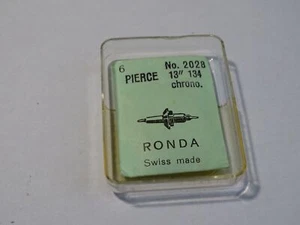 6
No. 2028
PIERCE 13''' 134
chrono.
RONDA
Swiss made